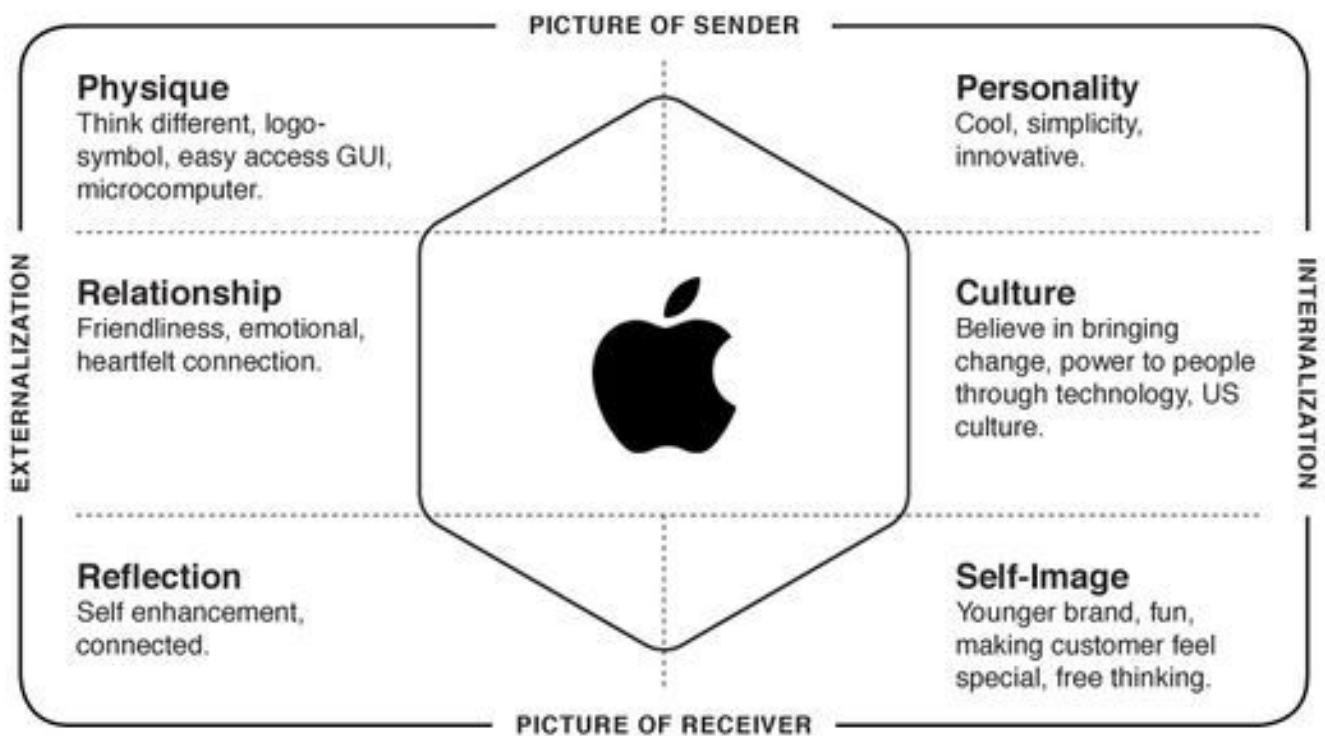 PICTURE OF SENDER
Physique
Think different, logo-
symbol, easy access GUI,
microcomputer.
Personality
Cool, simplicity,
innovative.
EXTERNALIZATION
Relationship
Friendliness, emotional,
heartfelt connection.
Culture
Believe in bringing
change, power to people
through technology, US
culture.
INTERNALIZATION
Reflection
Self enhancement,
connected.
Self-Image
Younger brand, fun,
making customer feel
special, free thinking.
PICTURE OF RECEIVER